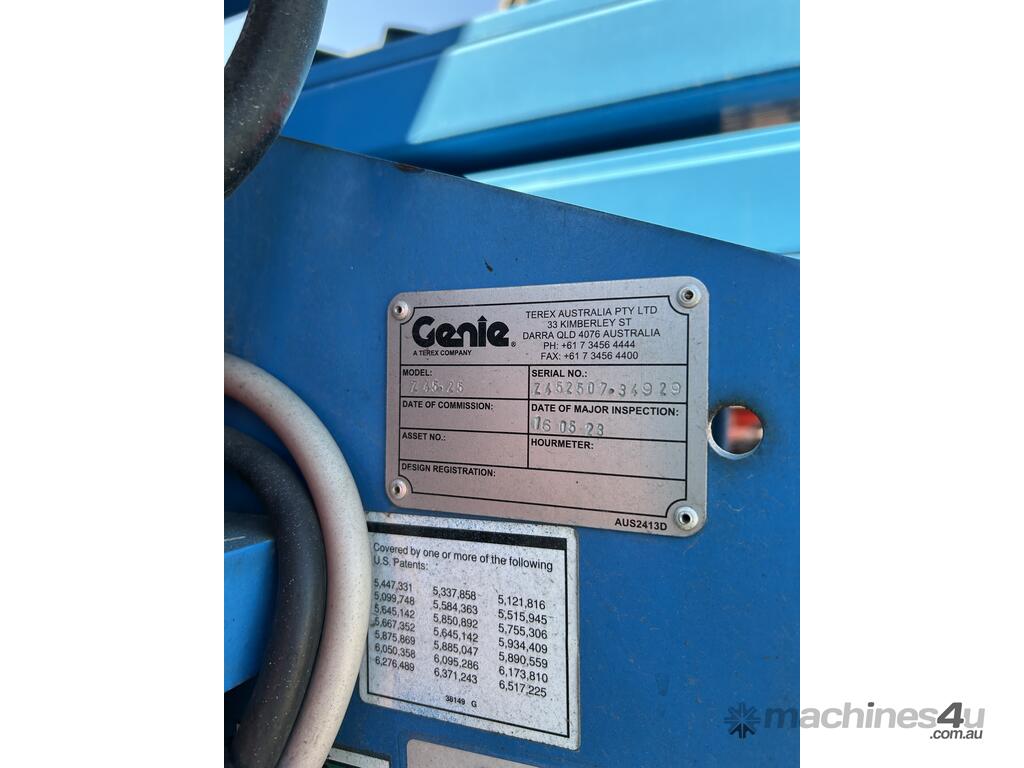 Genie®
A TEREX COMPANY
TEREX AUSTRALIA PTY LTD
33 KIMBERLEY ST
DARRA QLD 4076 AUSTRALIA
PH: +61 7 3456 4444
FAX: +61 7 3456 4400
MODEL:
Z 45-25
SERIAL NO.:
Z452507-34929
DATE OF COMMISSION:
DATE OF MAJOR INSPECTION:
16 05 23
ASSET NO.:
HOURMETER:
DESIGN REGISTRATION:
AUS2413D
Covered by one or more of the following
U.S. Patents:
5,447,331 5,337,858 5,121,816
5,099,748 5,584,363 5,515,945
5,645,142 5,850,892 5,755,306
5,667,352 5,645,142 5,934,409
5,875,869 5,885,047 5,890,559
6,050,358 6,095,286 6,173,810
6,276,489 6,371,243 6,517,225
38149 G
machines4u
.com.au